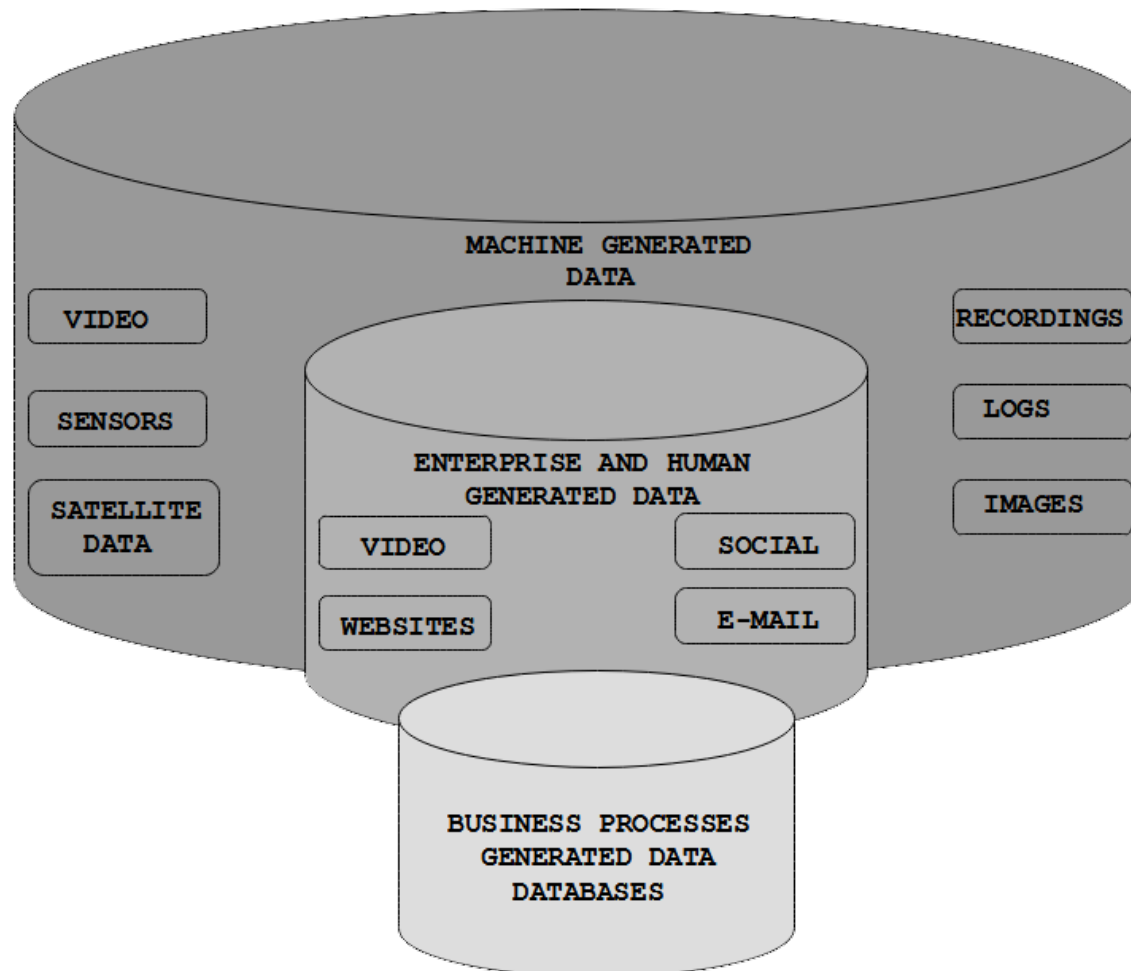 MACHINE GENERATED
DATA
VIDEO
RECORDINGS
SENSORS
LOGS
SATELLITE
DATA
IMAGES
ENTERPRISE AND HUMAN
GENERATED DATA
VIDEO
SOCIAL
WEBSITES
E-MAIL
BUSINESS PROCESSES
GENERATED DATA
DATABASES